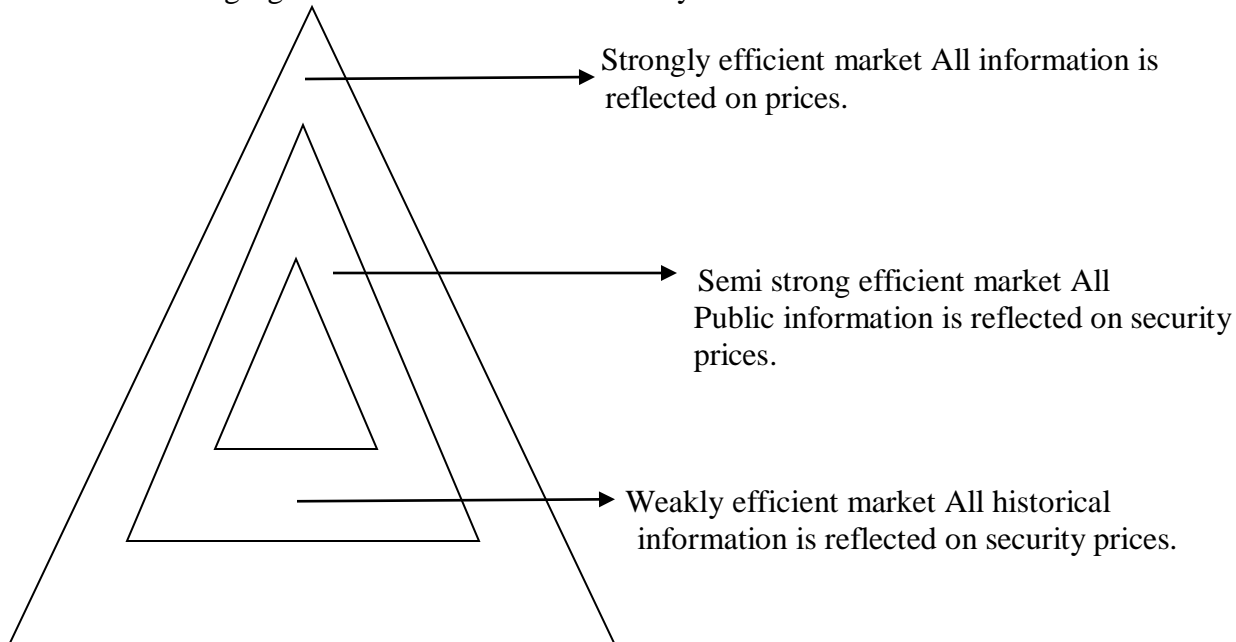 Strongly efficient market All information is
reflected on prices.
Semi strong efficient market All
Public information is reflected on security
prices.
Weakly efficient market All historical
information is reflected on security prices.